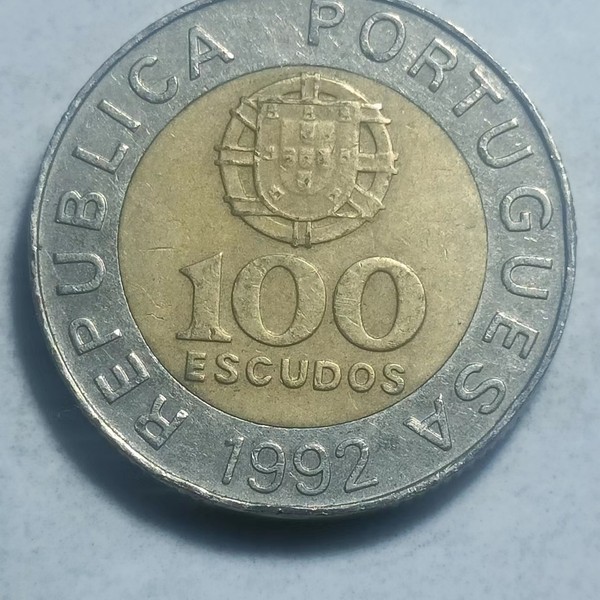 REPUBLICA PORTUGUESA
100
ESCUDOS
1992